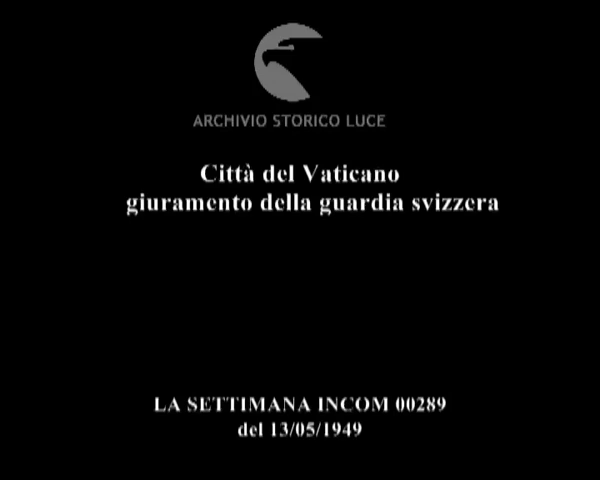 ARCHIVIO STORICO LUCE
Città del Vaticano
giuramento della guardia svizzera
LA SETTIMANA INCOM 00289
del 13/05/1949